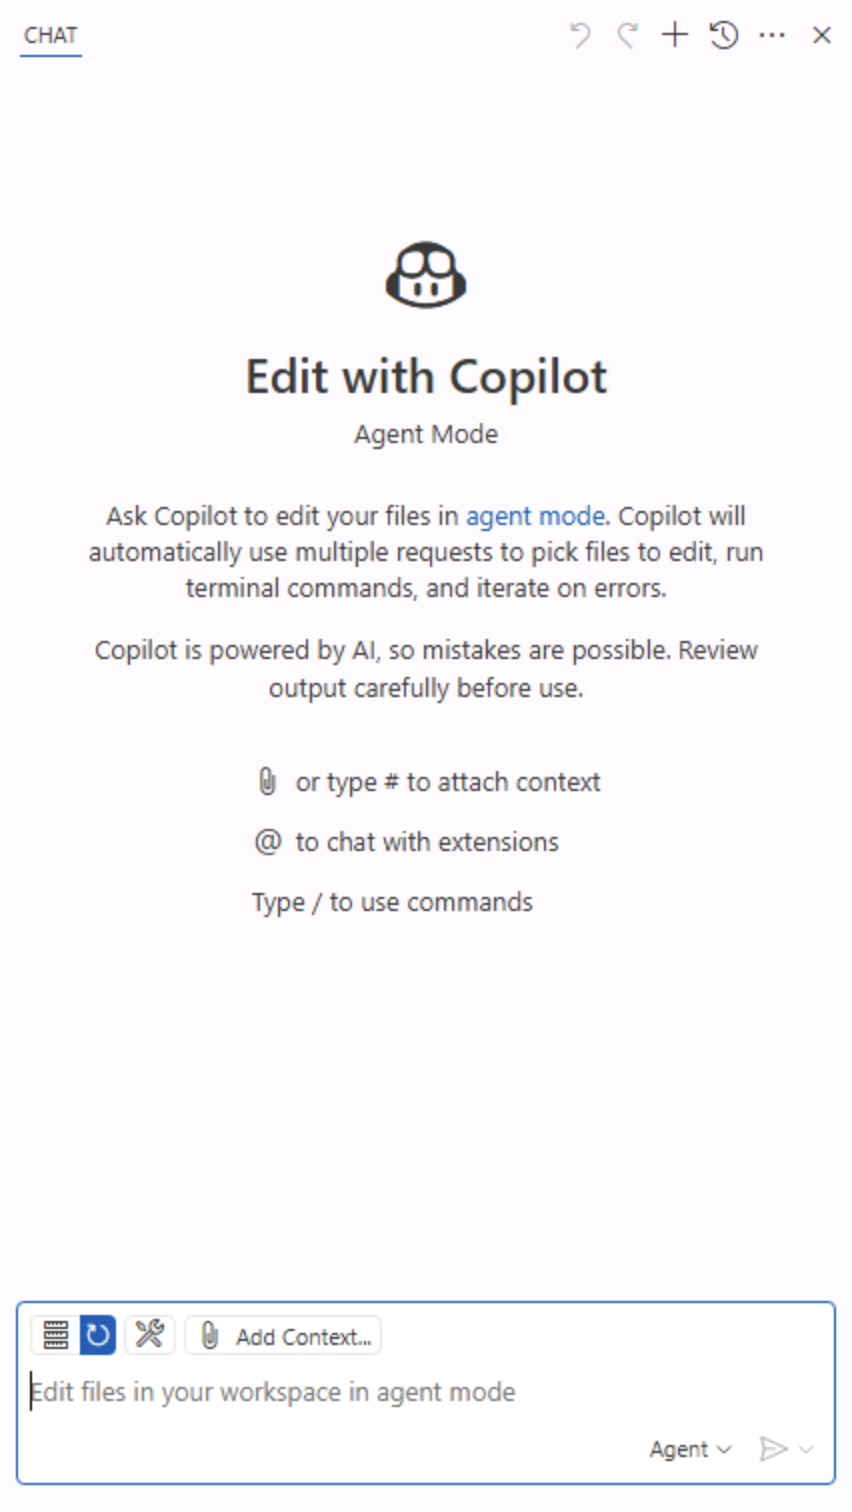 CHAT
Edit with Copilot
Agent Mode
Ask Copilot to edit your files in agent mode. Copilot will
automatically use multiple requests to pick files to edit, run
terminal commands, and iterate on errors.
Copilot is powered by AI, so mistakes are possible. Review
output carefully before use.
or type # to attach context
@ to chat with extensions
Type / to use commands
Add Context...
Edit files in your workspace in agent mode
Agent